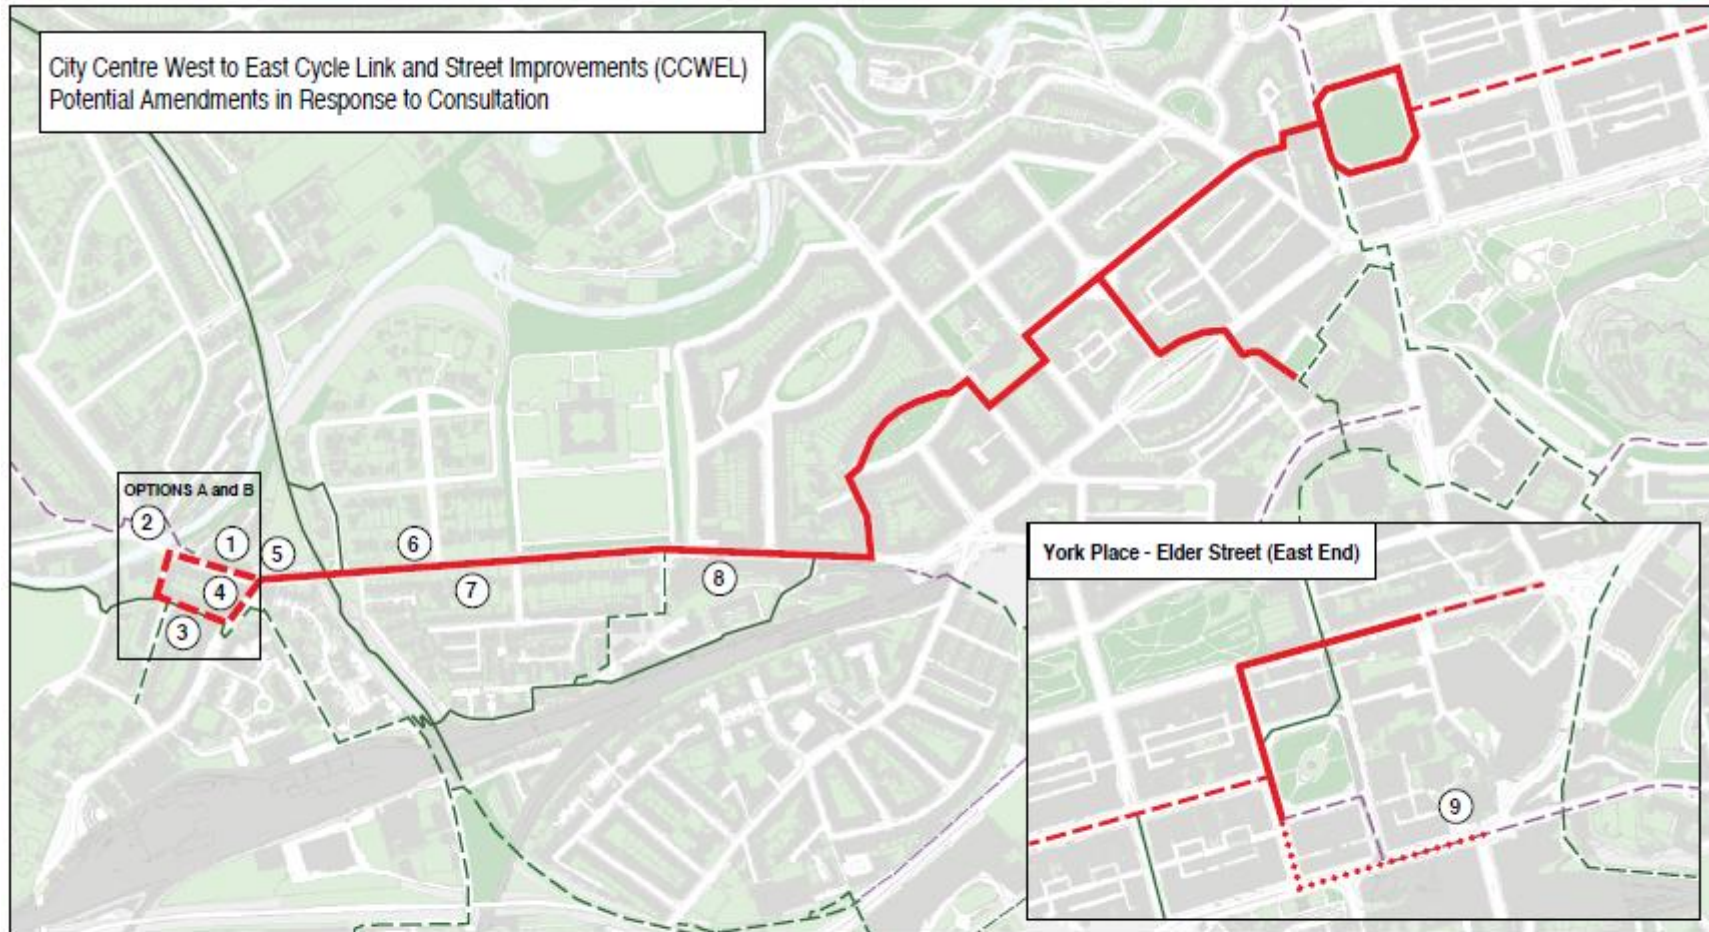 City Centre West to East Cycle Link and Street Improvements (CCWEL)
Potential Amendments in Response to Consultation
OPTIONS A and B
2
1
5
6
4
7
8
3
York Place - Elder Street (East End)
9